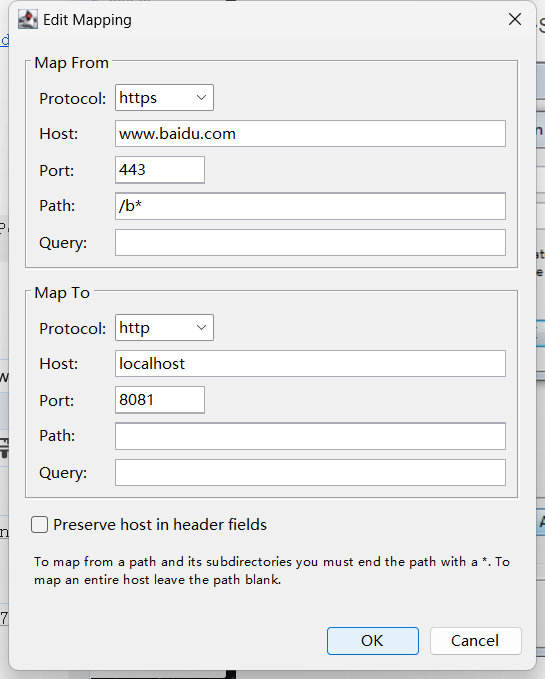 Edit Mapping
Map From
Protocol: https
Host: www.baidu.com
Port: 443
Path: /b*
Query:
Map To
Protocol: http
Host: localhost
Port: 8081
Path:
Query:
Preserve host in header fields
To map from a path and its subdirectories you must end the path with a *. To
map an entire host leave the path blank.
OK Cancel